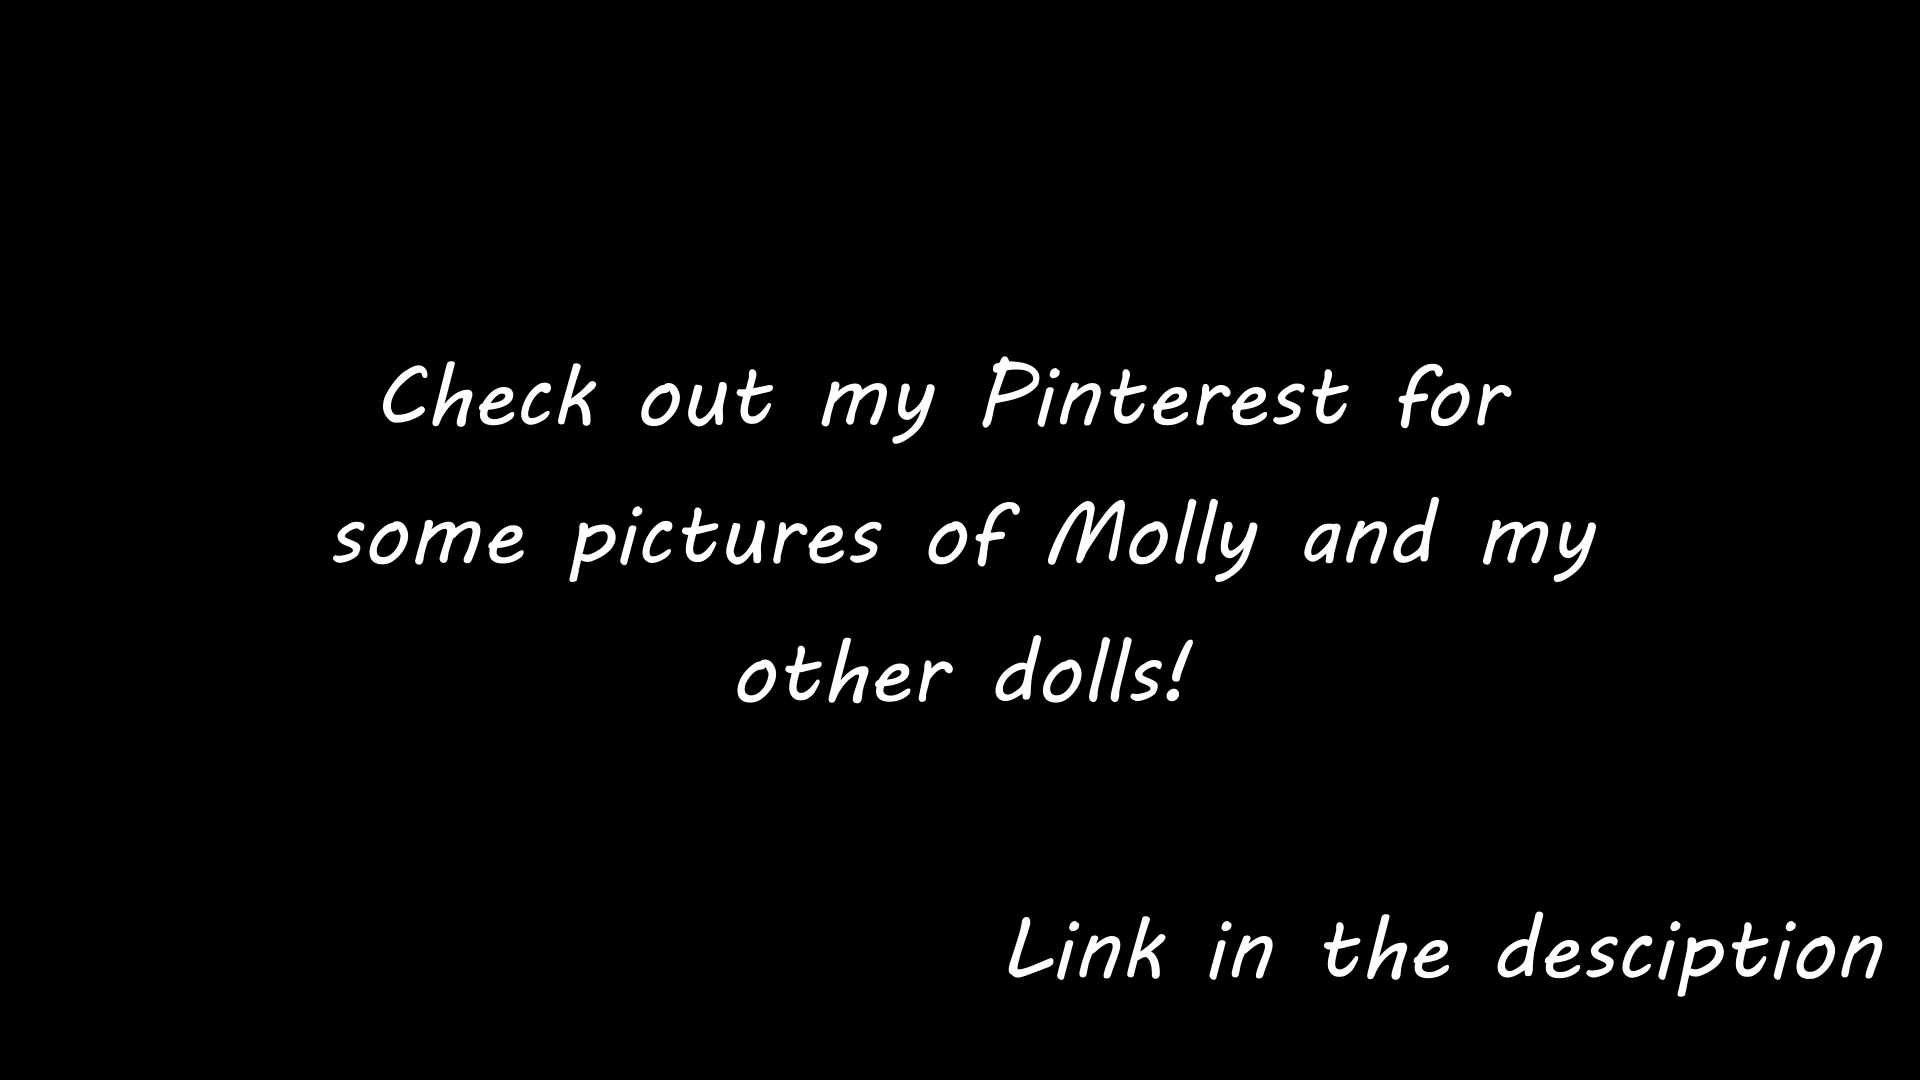 Check out my Pinterest for
some pictures of Molly and my
other dolls!
Link in the desciption